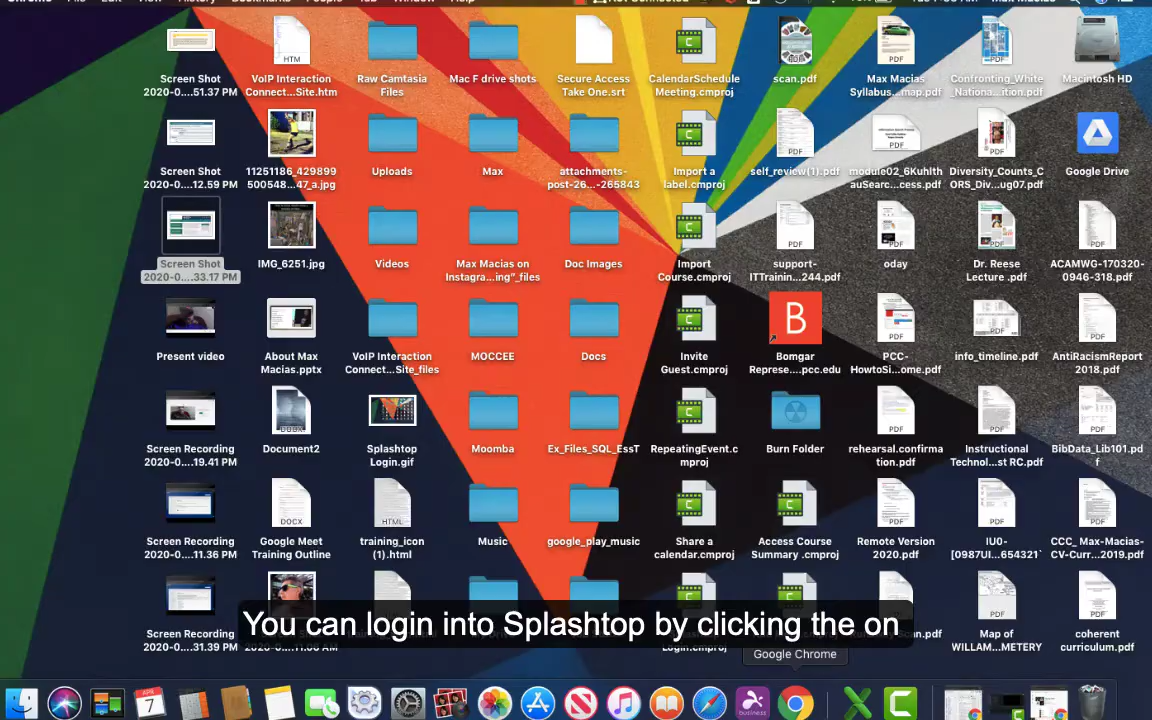 Screen Shot
2020-0....51.37 PM
VoIP Interaction
Connect...Site.htm
Raw Camtasia
Files
Mac F drive shots
Secure Access
Take One.srt
CalendarSchedule
Meeting.cmproj
scan.pdf
Max Macias
Syllabus...map.pdf
Confronting_White
_Nationa...ition.pdf
Macintosh HD
Screen Shot
2020-0....12.59 PM
11251186_429899
500548...47_a.jpg
Uploads
Max
attachments-
post-26...-265843
Import a
label.cmproj
self_review(1).pdf
module02_6Kuhlth
auSearc...cess.pdf
Diversity_Counts_C
ORS_Div...ug07.pdf
Google Drive
Screen Shot
2020-0....33.17 PM
IMG_6251.jpg
Videos
Max Macias on
Instagra...ing"_files
Doc Images
Import
Course.cmproj
support-
ITTrainin...244.pdf
oday
Dr. Reese
Lecture .pdf
ACAMWG-170320-
0946-318.pdf
Present video
About Max
Macias.pptx
VoIP Interaction
Connect...Site_files
MOCCEE
Docs
Invite
Guest.cmproj
B
Bomgar
Represe....pcc.edu
PCC-
HowtoSi...ome.pdf
info_timeline.pdf
AntiRacismReport
2018.pdf
Screen Recording
2020-0....19.41 PM
Document2
Splashtop
Login.gif
Moomba
Ex_Files_SQL_EssT
RepeatingEvent.c
mproj
Burn Folder
rehearsal.confirma
tion.pdf
Instructional
Technol...st RC.pdf
BibData_Lib101.pd
f
Screen Recording
2020-0....11.36 PM
DOCX
Google Meet
Training Outline
HTML
training_icon
(1).html
Music
google_play_music
Share a
calendar.cmproj
Access Course
Summary .cmproj
Remote Version
2020.pdf
IU0-
[0987UI...654321`
CCC_ Max-Macias-
CV-Curr...2019.pdf
Screen Recording
2020-0....31.39 PM
Map of
WILLAM...METERY
coherent
curriculum.pdf
You can login into Splashtop by clicking the on
Google Chrome
APR
7
business